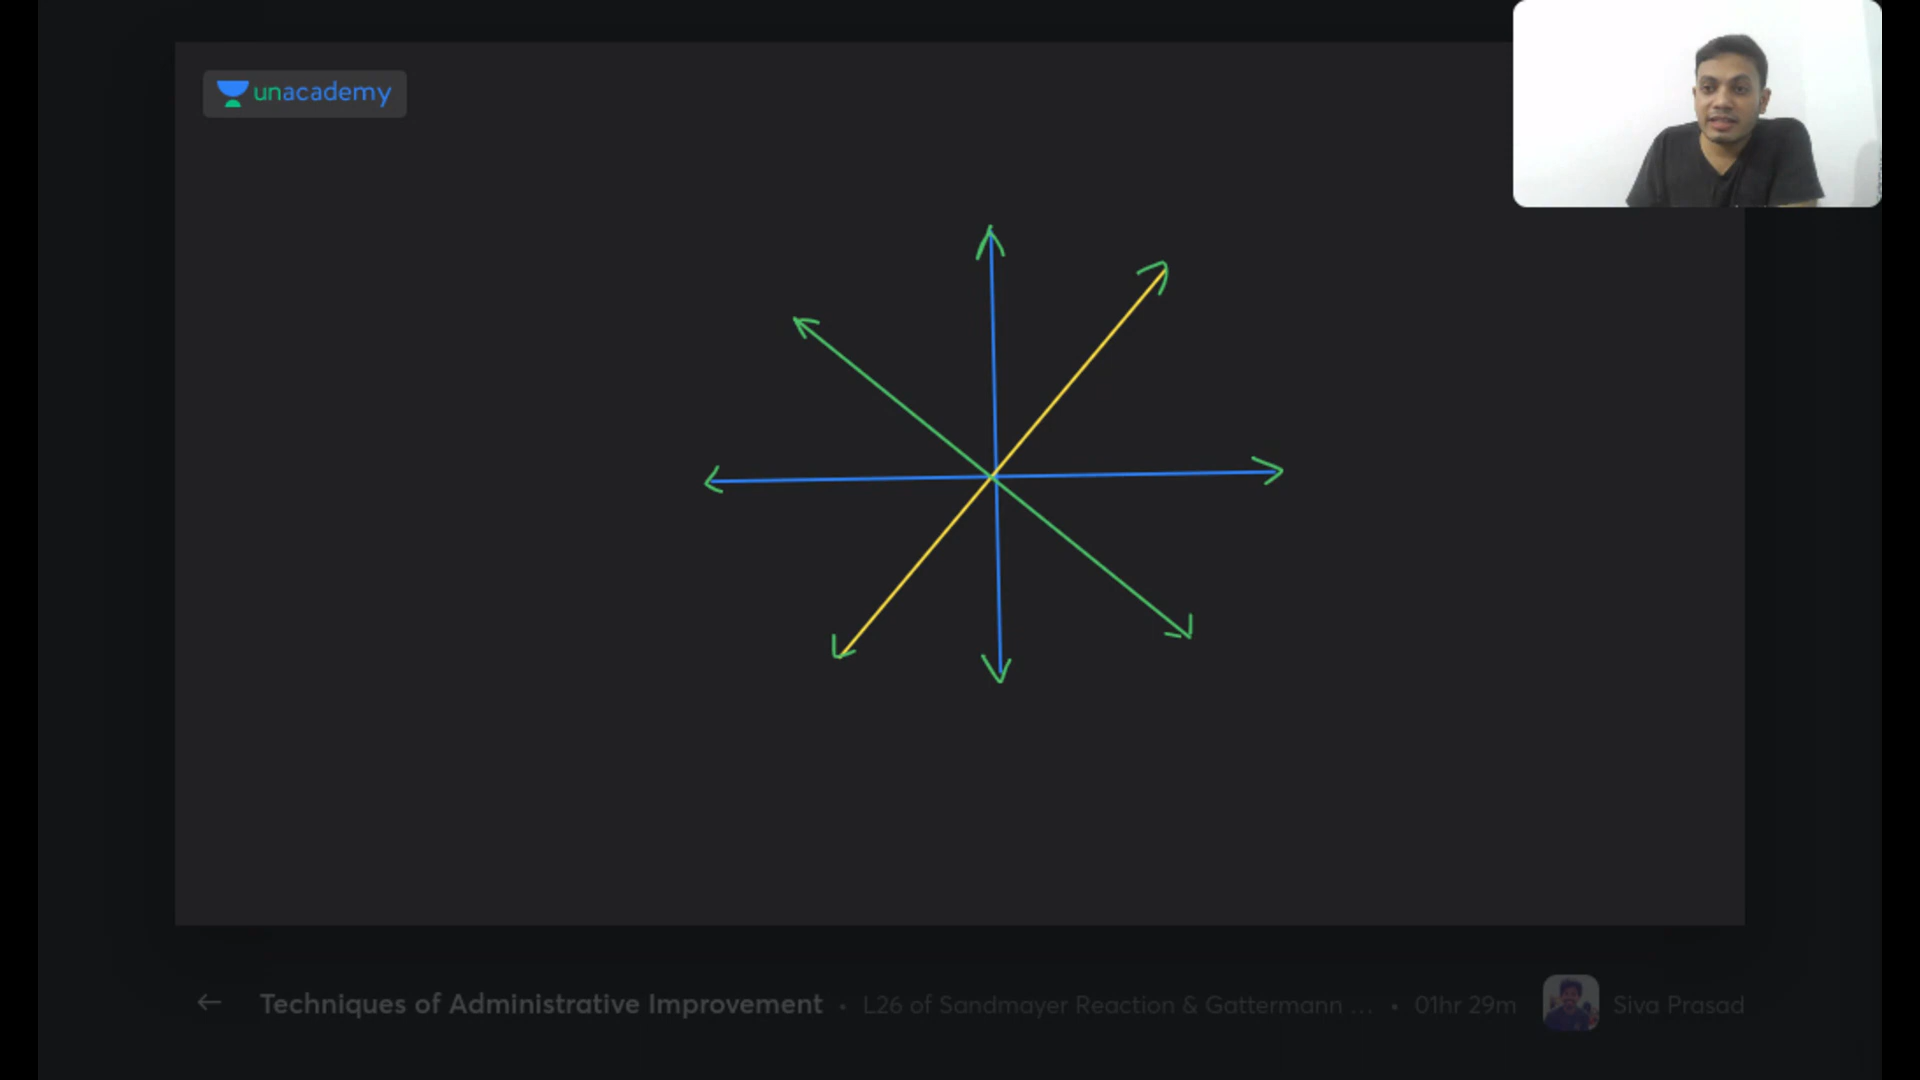 unacademy
Techniques of Administrative Improvement • L26 of Sandmayer Reaction & Gattermann ... • 01hr 29m Siva Prasad